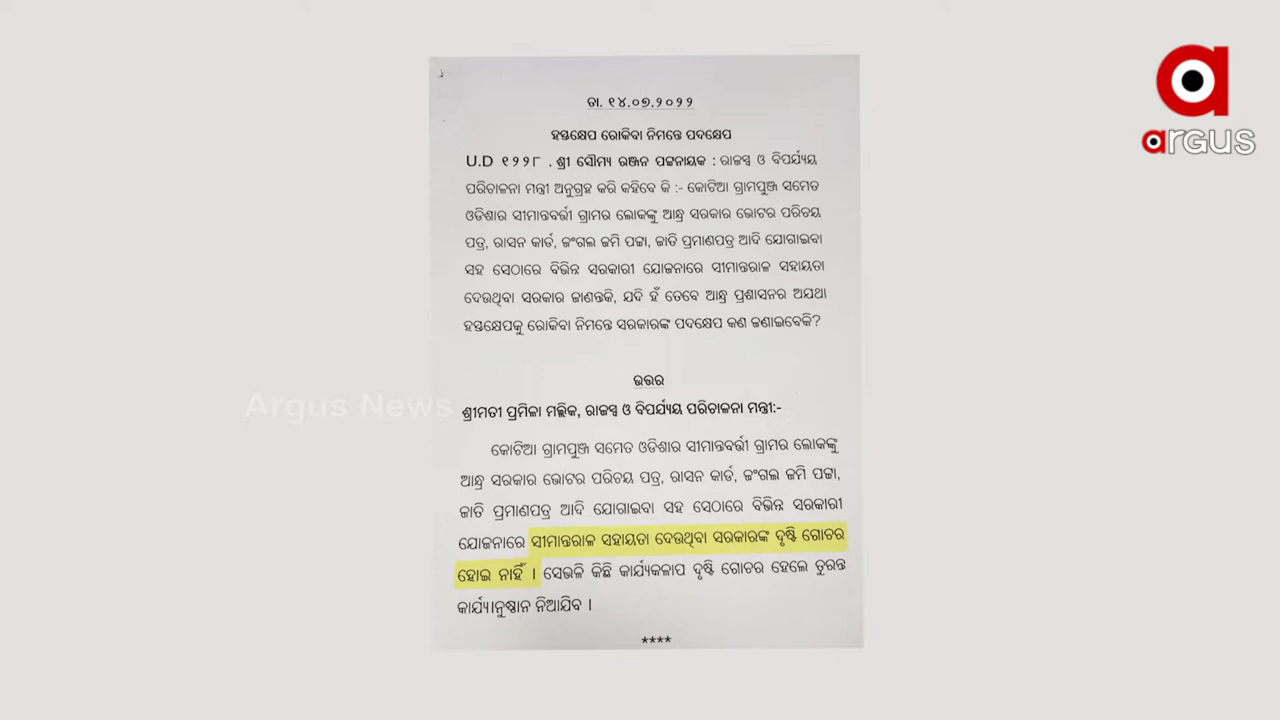 ତା. ୧୪.୦୭.୨୦୨୨
ହସ୍ତକ୍ଷେପ ରୋକିବା ନିମନ୍ତେ ପଦକ୍ଷେପ
U.D ୧୨୨୮ . ଶ୍ରୀ ସୌମ୍ୟ ରଞ୍ଜନ ପଟ୍ଟନାୟକ : ରାଜସ୍ୱ ଓ ବିପର୍ଯ୍ୟୟ
ପରିଚାଳନା ମନ୍ତ୍ରୀ ଅନୁଗ୍ରହ କରି କହିବେ କି :- କୋଟିଆ ଗ୍ରାମପୁଞ୍ଜ ସମେତ
ଓଡିଶାର ସୀମାନ୍ତବର୍ତ୍ତୀ ଗ୍ରାମର ଲୋକଙ୍କୁ ଆନ୍ଧ୍ର ସରକାର ଭୋଟର ପରିଚୟ
ପତ୍ର, ରାସନ କାର୍ଡ, ଜଂଗଲ ଜମି ପଟ୍ଟା, ଜାତି ପ୍ରମାଣପତ୍ର ଆଦି ଯୋଗାଇବା
ସହ ସେଠାରେ ବିଭିନ୍ନ ସରକାରୀ ଯୋଜନାରେ ସୀମାନ୍ତରାଳ ସହାୟତା
ଦେଉଥିବା ସରକାର ଜାଣନ୍ତକି, ଯଦି ହଁ ତେବେ ଆନ୍ଧ୍ର ପ୍ରଶାସନର ଅଯଥା
ହସ୍ତକ୍ଷେପକୁ ରୋକିବା ନିମନ୍ତେ ସରକାରଙ୍କ ପଦକ୍ଷେପ କଣ ଜଣାଇବେକି?
ଉତ୍ତର
ଶ୍ରୀମତୀ ପ୍ରମିଳା ମଲ୍ଲିକ, ରାଜସ୍ୱ ଓ ବିପର୍ଯ୍ୟୟ ପରିଚାଳନା ମନ୍ତ୍ରୀ:-
କୋଟିଆ ଗ୍ରାମପୁଞ୍ଜ ସମେତ ଓଡିଶାର ସୀମାନ୍ତବର୍ତ୍ତୀ ଗ୍ରାମର ଲୋକଙ୍କୁ
ଆନ୍ଧ୍ର ସରକାର ଭୋଟର ପରିଚୟ ପତ୍ର, ରାସନ କାର୍ଡ, ଜଂଗଲ ଜମି ପଟ୍ଟା,
ଜାତି ପ୍ରମାଣପତ୍ର ଆଦି ଯୋଗାଇବା ସହ ସେଠାରେ ବିଭିନ୍ନ ସରକାରୀ
ଯୋଜନାରେ ସୀମାନ୍ତରାଳ ସହାୟତା ଦେଉଥିବା ସରକାରଙ୍କ ଦୃଷ୍ଟି ଗୋଚର
ହୋଇ ନାହିଁ । ସେଭଳି କିଛି କାର୍ଯ୍ୟକଳାପ ଦୃଷ୍ଟି ଗୋଚର ହେଲେ ତୁରନ୍ତ
କାର୍ଯ୍ୟାନୁଷ୍ଠାନ ନିଆଯିବ ।
****
argus
Argus News